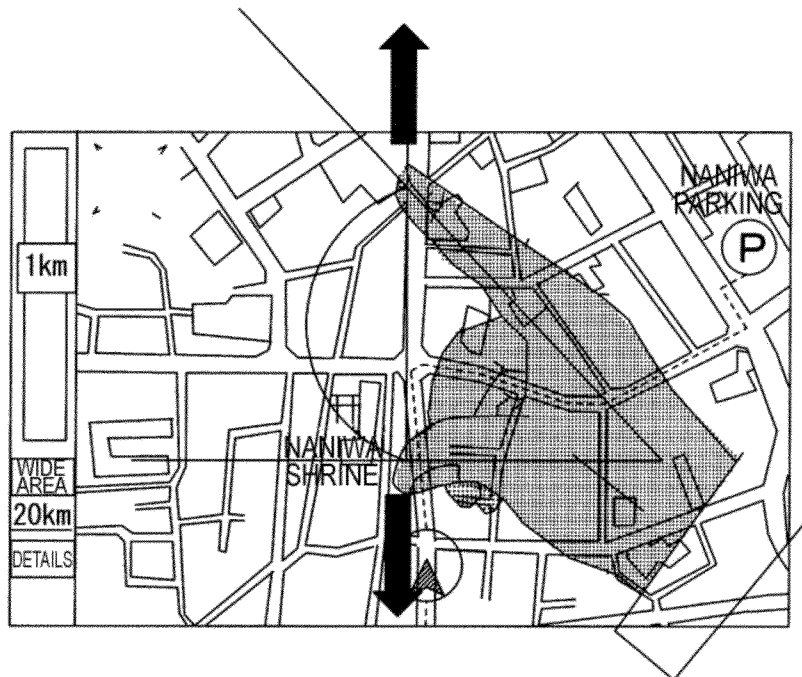 NANIWA
PARKING
P
1km
NANIWA
SHRINE
WIDE
AREA
20km
DETAILS